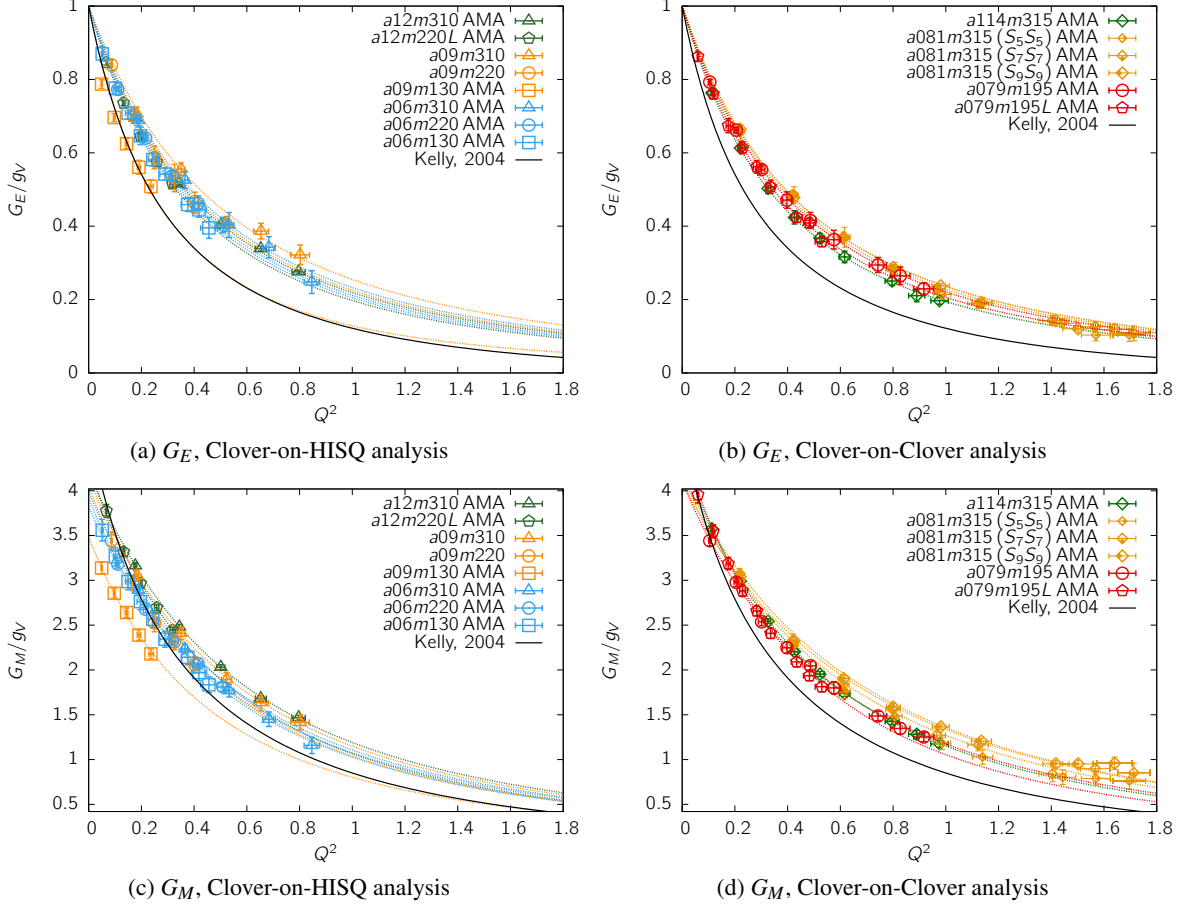 G_E/g_V
1
0.8
0.6
0.4
0.2
0
0 0.2 0.4 0.6 0.8 1 1.2 1.4 1.6 1.8
Q²
a12m310 AMA
a12m220L AMA
a09m310
a09m220
a09m130 AMA
a06m310 AMA
a06m220 AMA
a06m130 AMA
Kelly, 2004
(a) G_E, Clover-on-HISQ analysis
G_E/g_V
1
0.8
0.6
0.4
0.2
0
0 0.2 0.4 0.6 0.8 1 1.2 1.4 1.6 1.8
Q²
a114m315 AMA
a081m315 (S₅S₅) AMA
a081m315 (S₇S₇) AMA
a081m315 (S₉S₉) AMA
a079m195 AMA
a079m195L AMA
Kelly, 2004
(b) G_E, Clover-on-Clover analysis
G_M/g_V
4
3.5
3
2.5
2
1.5
1
0.5
0 0.2 0.4 0.6 0.8 1 1.2 1.4 1.6 1.8
Q²
a12m310 AMA
a12m220L AMA
a09m310
a09m220
a09m130 AMA
a06m310 AMA
a06m220 AMA
a06m130 AMA
Kelly, 2004
(c) G_M, Clover-on-HISQ analysis
G_M/g_V
4
3.5
3
2.5
2
1.5
1
0.5
0 0.2 0.4 0.6 0.8 1 1.2 1.4 1.6 1.8
Q²
a114m315 AMA
a081m315 (S₅S₅) AMA
a081m315 (S₇S₇) AMA
a081m315 (S₉S₉) AMA
a079m195 AMA
a079m195L AMA
Kelly, 2004
(d) G_M, Clover-on-Clover analysis